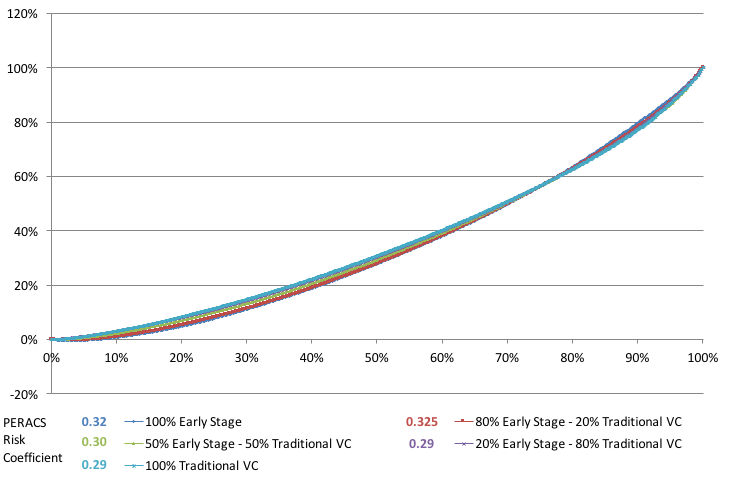 120%
100%
80%
60%
40%
20%
0%
-20%
0% 10% 20% 30% 40% 50% 60% 70% 80% 90% 100%
PERACS 0.32 100% Early Stage 0.325 80% Early Stage - 20% Traditional VC
Risk 0.30 50% Early Stage - 50% Traditional VC 0.29 20% Early Stage - 80% Traditional VC
Coefficient 0.29 100% Traditional VC